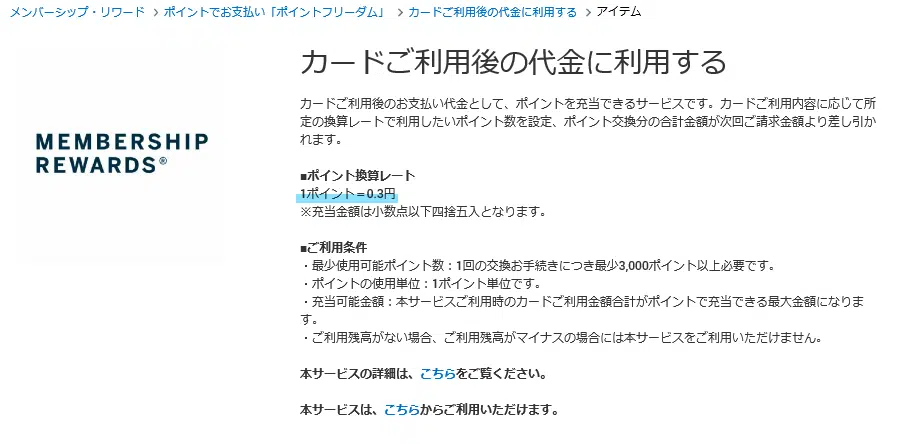 メンバーシップ・リワード > ポイントでお支払い「ポイントフリーダム」 > カードご利用後の代金に利用する > アイテム
カードご利用後の代金に利用する
MEMBERSHIP
REWARDS®
カードご利用後のお支払い代金として、ポイントを充当できるサービスです。カードご利用内容に応じて所
定の換算レートで利用したいポイント数を設定、ポイント交換分の合計金額が次回ご請求金額より差し引か
れます。
■ポイント換算レート
1ポイント＝0.3円
※充当金額は小数点以下四捨五入となります。
■ご利用条件
・最少使用可能ポイント数：1回の交換お手続きにつき最少3,000ポイント以上必要です。
・ポイントの使用単位：1ポイント単位です。
・充当可能金額：本サービスご利用時のカードご利用金額合計がポイントで充当できる最大金額になりま
す。
・ご利用残高がない場合、ご利用残高がマイナスの場合には本サービスをご利用いただけません。
本サービスの詳細は、こちらをご覧ください。
本サービスは、こちらからご利用いただけます。